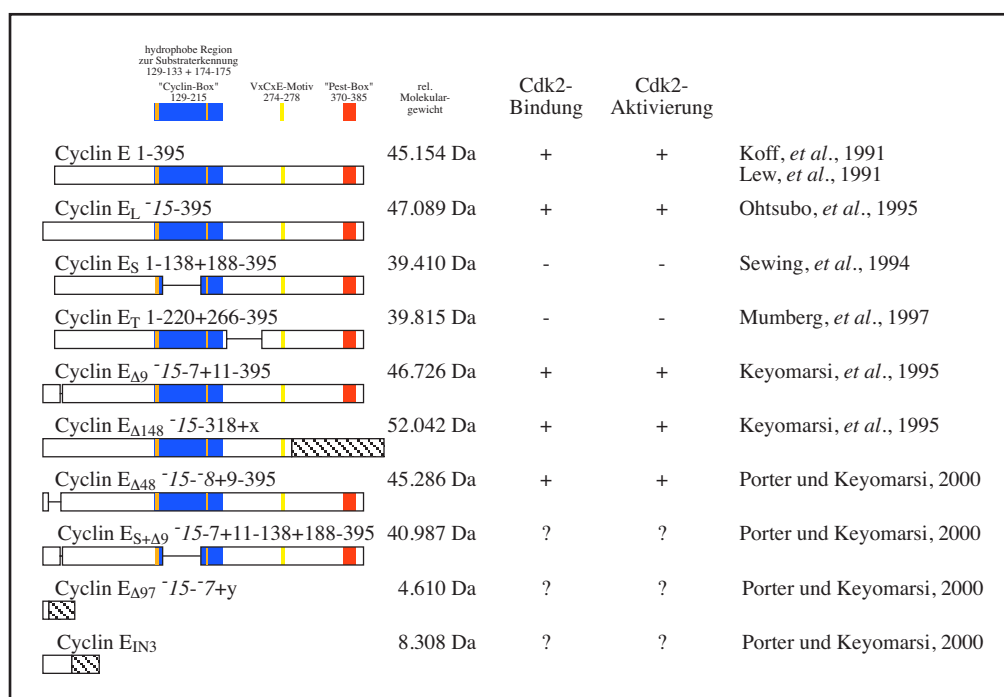 hydrophobe Region
zur Substraterkennung
129-133 + 174-175
"Cyclin-Box" VxCxE-Motiv "Pest-Box" rel. Molekular-gewicht Cdk2-Bindung Cdk2-Aktivierung
129-215 274-278 370-385
Cyclin E 1-395 45.154 Da + + Koff, et al., 1991
Lew, et al., 1991
Cyclin EL -15-395 47.089 Da + + Ohtsubo, et al., 1995
Cyclin ES 1-138+188-395 39.410 Da - - Sewing, et al., 1994
Cyclin ET 1-220+266-395 39.815 Da - - Mumberg, et al., 1997
Cyclin EΔ9 -15-7+11-395 46.726 Da + + Keyomarsi, et al., 1995
Cyclin EΔ148 -15-318+x 52.042 Da + + Keyomarsi, et al., 1995
Cyclin EΔ48 -15--8+9-395 45.286 Da + + Porter und Keyomarsi, 2000
Cyclin ES+Δ9 -15-7+11-138+188-395 40.987 Da ? ? Porter und Keyomarsi, 2000
Cyclin EΔ97 -15--7+y 4.610 Da ? ? Porter und Keyomarsi, 2000
Cyclin EIN3 8.308 Da ? ? Porter und Keyomarsi, 2000